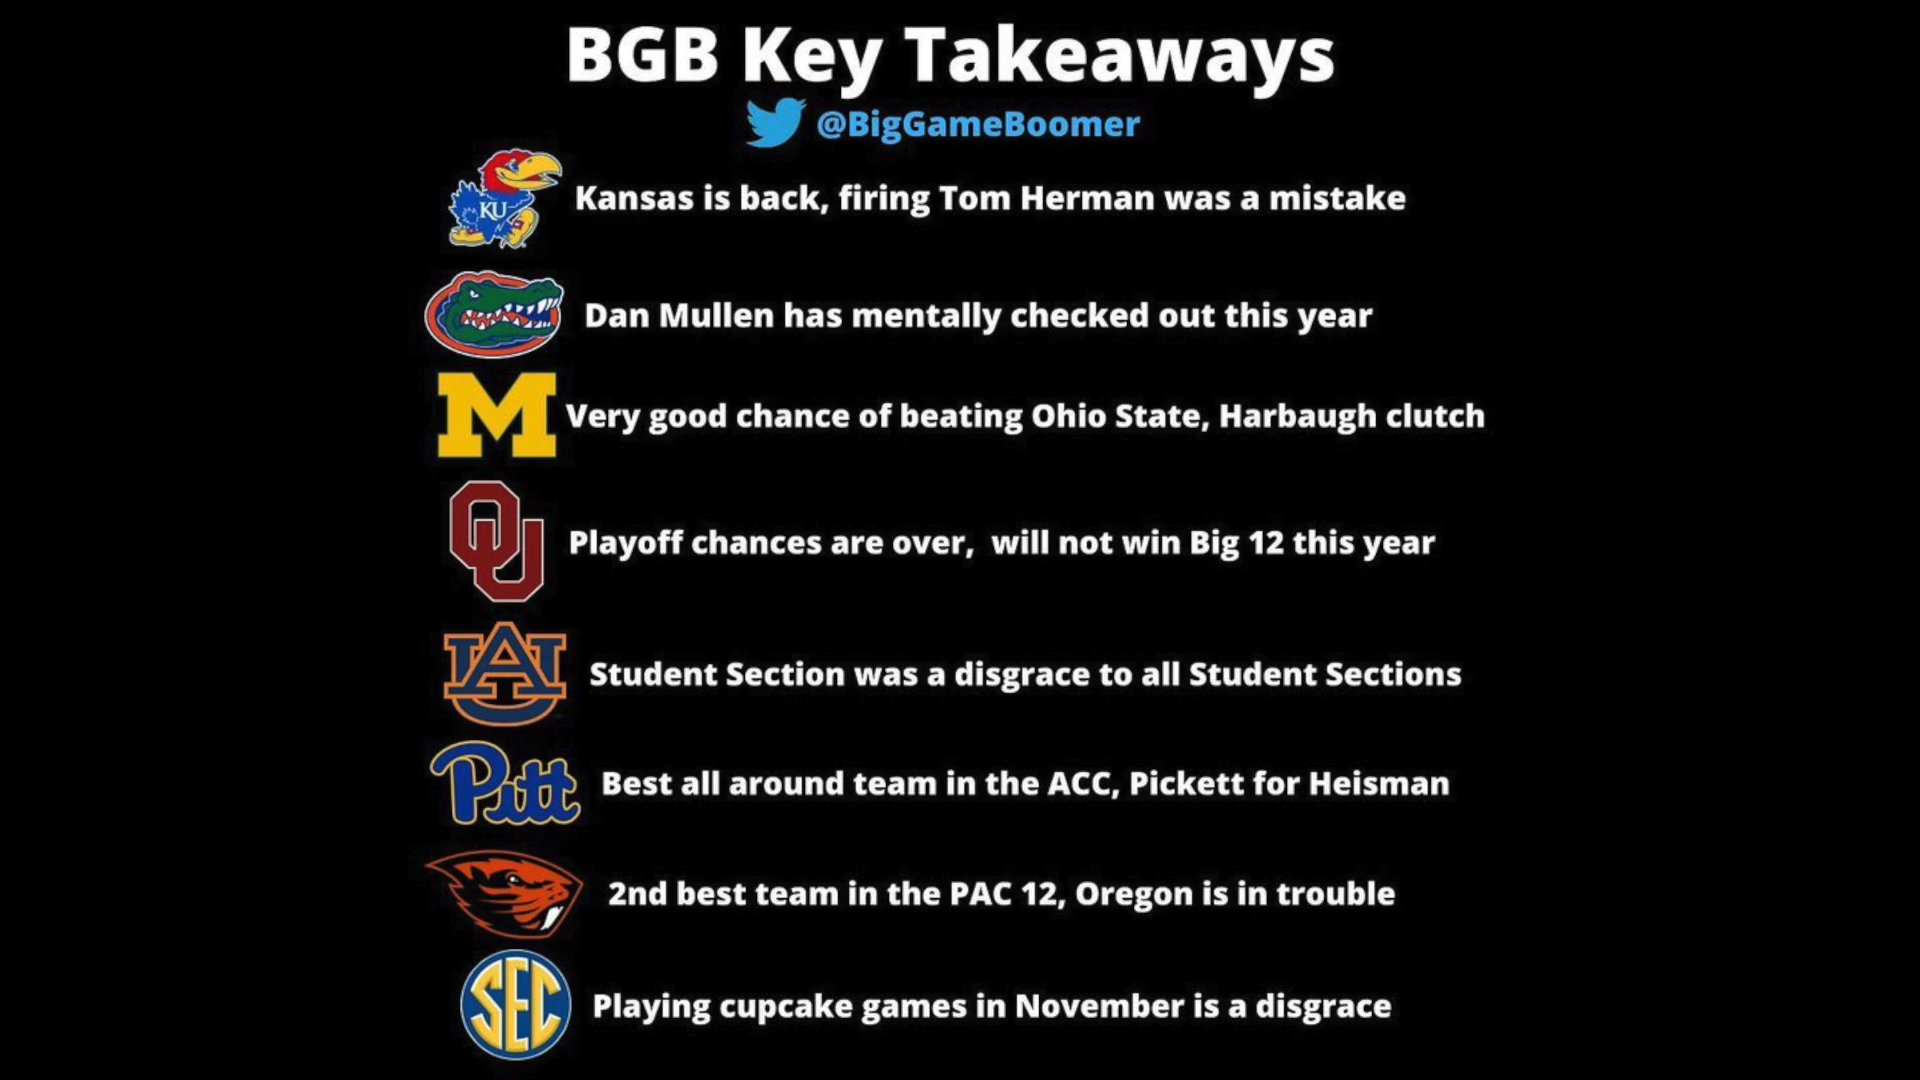 BGB Key Takeaways
@BigGameBoomer
KU
Kansas is back, firing Tom Herman was a mistake
Dan Mullen has mentally checked out this year
M
Very good chance of beating Ohio State, Harbaugh clutch
OU
Playoff chances are over, will not win Big 12 this year
AU
Student Section was a disgrace to all Student Sections
Pitt
Best all around team in the ACC, Pickett for Heisman
2nd best team in the PAC 12, Oregon is in trouble
SEC
Playing cupcake games in November is a disgrace